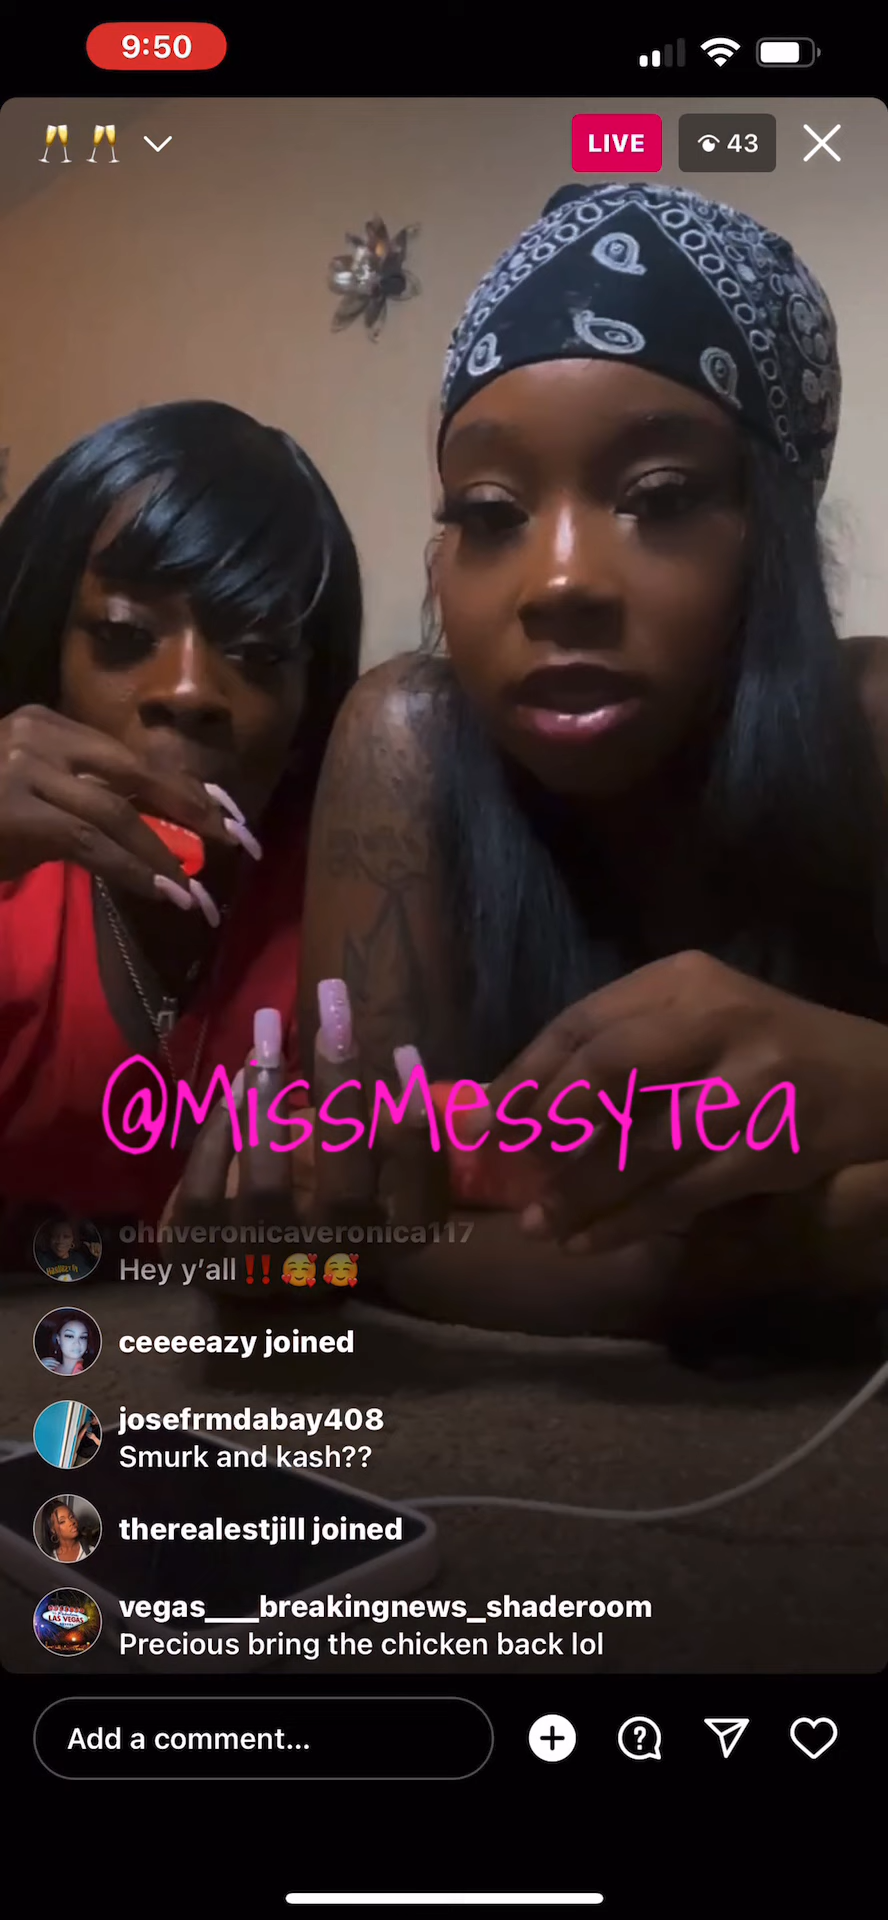 9:50
🥂 🥂
LIVE
43
@MissMessyTea
ohhveronicaveronica117
Hey y’all‼️🥰🥰
ceeeeazy joined
josefrmdabay408
Smurk and kash??
therealestjill joined
vegas___breakingnews_shaderoom
Precious bring the chicken back lol
Add a comment...